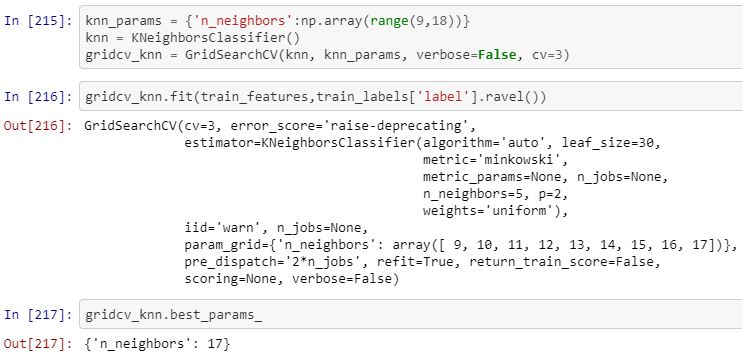 In [215]: knn_params = {'n_neighbors':np.array(range(9,18))}
knn = KNeighborsClassifier()
gridcv_knn = GridSearchCV(knn, knn_params, verbose=False, cv=3)
In [216]: gridcv_knn.fit(train_features,train_labels['label'].ravel())
Out[216]: GridSearchCV(cv=3, error_score='raise-deprecating',
estimator=KNeighborsClassifier(algorithm='auto', leaf_size=30,
metric='minkowski',
metric_params=None, n_jobs=None,
n_neighbors=5, p=2,
weights='uniform'),
iid='warn', n_jobs=None,
param_grid={'n_neighbors': array([ 9, 10, 11, 12, 13, 14, 15, 16, 17])},
pre_dispatch='2*n_jobs', refit=True, return_train_score=False,
scoring=None, verbose=False)
In [217]: gridcv_knn.best_params_
Out[217]: {'n_neighbors': 17}